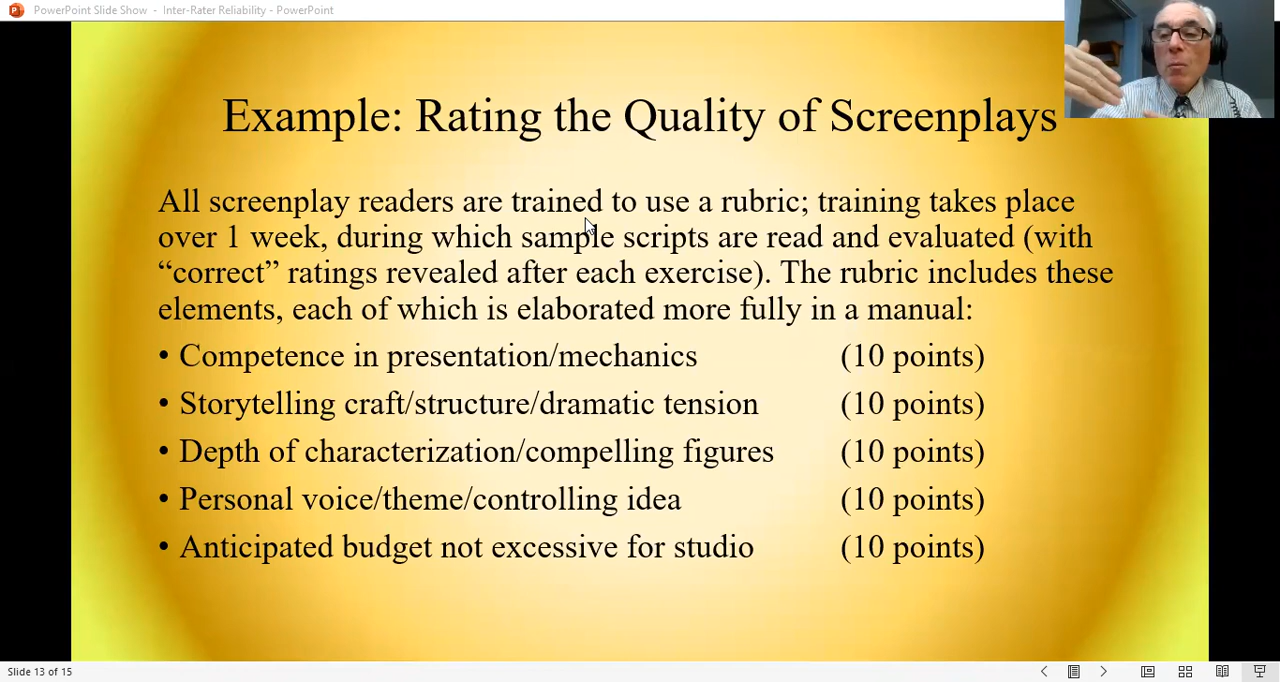 PowerPoint Slide Show - Inter-Rater Reliability - PowerPoint
Example: Rating the Quality of Screenplays
All screenplay readers are trained to use a rubric; training takes place
over 1 week, during which sample scripts are read and evaluated (with
“correct” ratings revealed after each exercise). The rubric includes these
elements, each of which is elaborated more fully in a manual:
• Competence in presentation/mechanics (10 points)
• Storytelling craft/structure/dramatic tension (10 points)
• Depth of characterization/compelling figures (10 points)
• Personal voice/theme/controlling idea (10 points)
• Anticipated budget not excessive for studio (10 points)
Slide 13 of 15